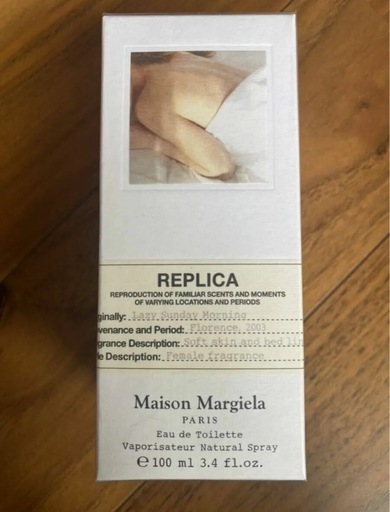 REPLICA
REPRODUCTION OF FAMILIAR SCENTS AND MOMENTS
OF VARYING LOCATIONS AND PERIODS
ginally: Lazy Sunday Morning
venance and Period: Florence, 2003
grance Description: Soft skin and bed lin
le Description: Female fragrance
Maison Margiela
PARIS
Eau de Toilette
Vaporisateur Natural Spray
℮ 100 ml 3.4 fl.oz.